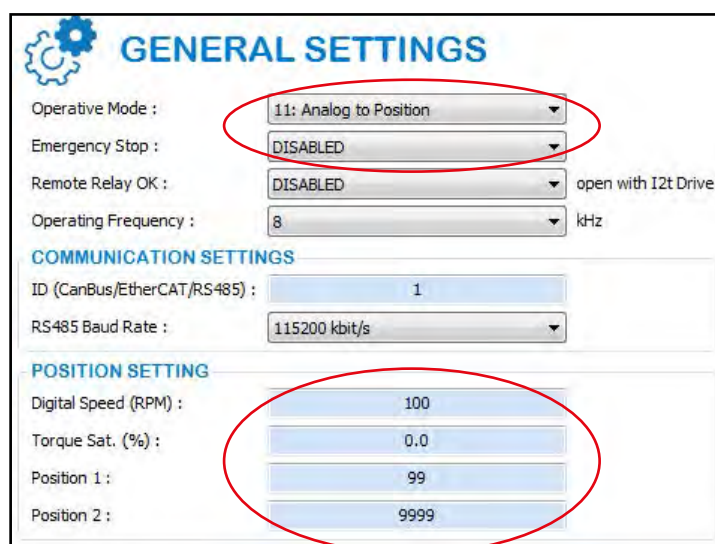 GENERAL SETTINGS
Operative Mode : 11: Analog to Position
Emergency Stop : DISABLED
Remote Relay OK : DISABLED open with I2t Drive
Operating Frequency : 8 kHz
COMMUNICATION SETTINGS
ID (CanBus/EtherCAT/RS485) : 1
RS485 Baud Rate : 115200 kbit/s
POSITION SETTING
Digital Speed (RPM) : 100
Torque Sat. (%) : 0.0
Position 1 : 99
Position 2 : 9999